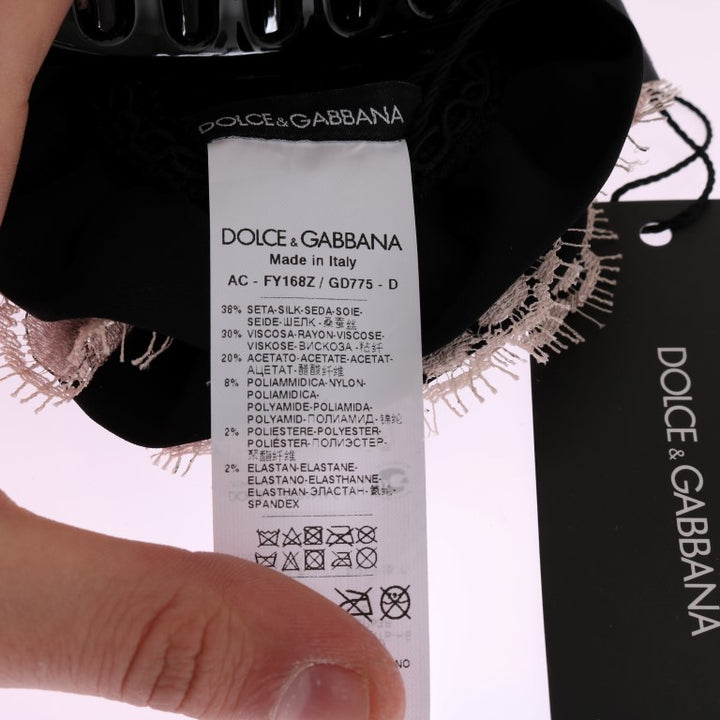 DOLCE&GABBANA
DOLCE & GABBANA
Made in Italy
AC - FY168Z / GD775 - D
38% SETA-SILK-SEDA-SOIE-
SEIDE-ШЕЛК-桑蚕丝
30% VISCOSA-RAYON-VISCOSE-
VISKOSE-ВИСКОЗА-粘纤
20% ACETATO-ACETATE-ACETAT-
АЦЕТАТ-醋酸纤维
8% POLIAMMIDICA-NYLON-
POLIAMIDICA-
POLYAMIDE-POLIAMIDA-
POLYAMID-ПОЛИАМИД-锦纶
2% POLIESTERE-POLYESTER-
POLIÉSTER-ПОЛИЭСТЕР-
聚酯纤维
2% ELASTAN-ELASTANE-
ELASTANO-ELASTHANNE-
ELASTHAN-ЭЛАСТАН-氨纶-
SPANDEX
NO
DOLCE & GABBANA